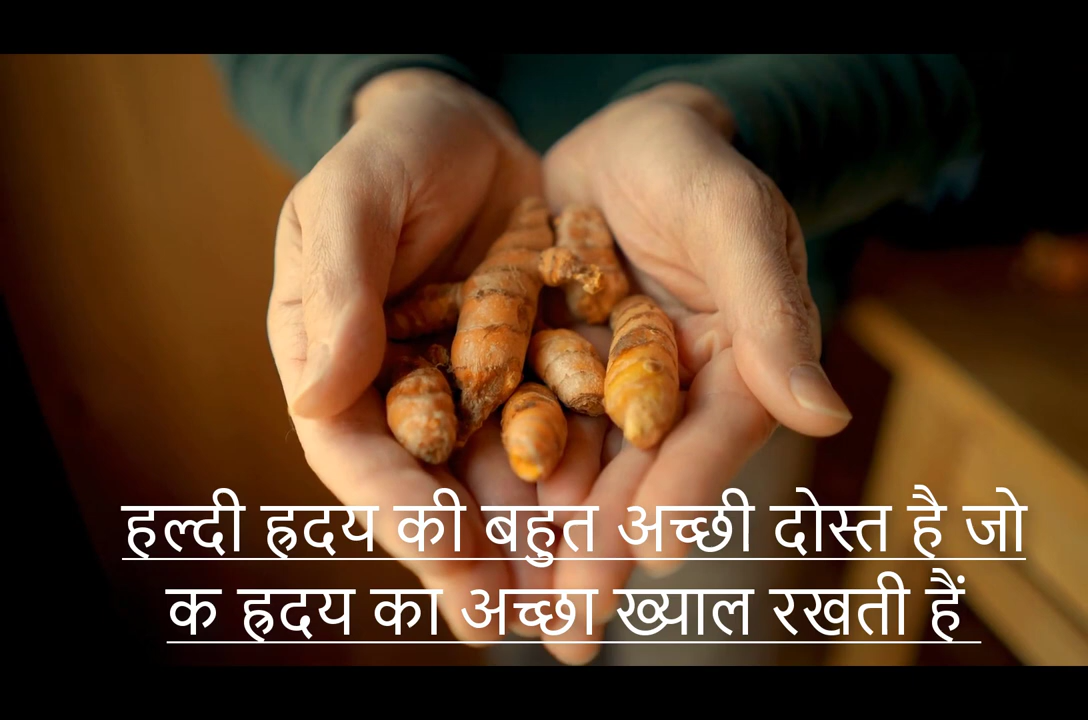 हल्दी ह्रदय की बहुत अच्छी दोस्त है जो
क ह्रदय का अच्छा ख्याल रखती हैं